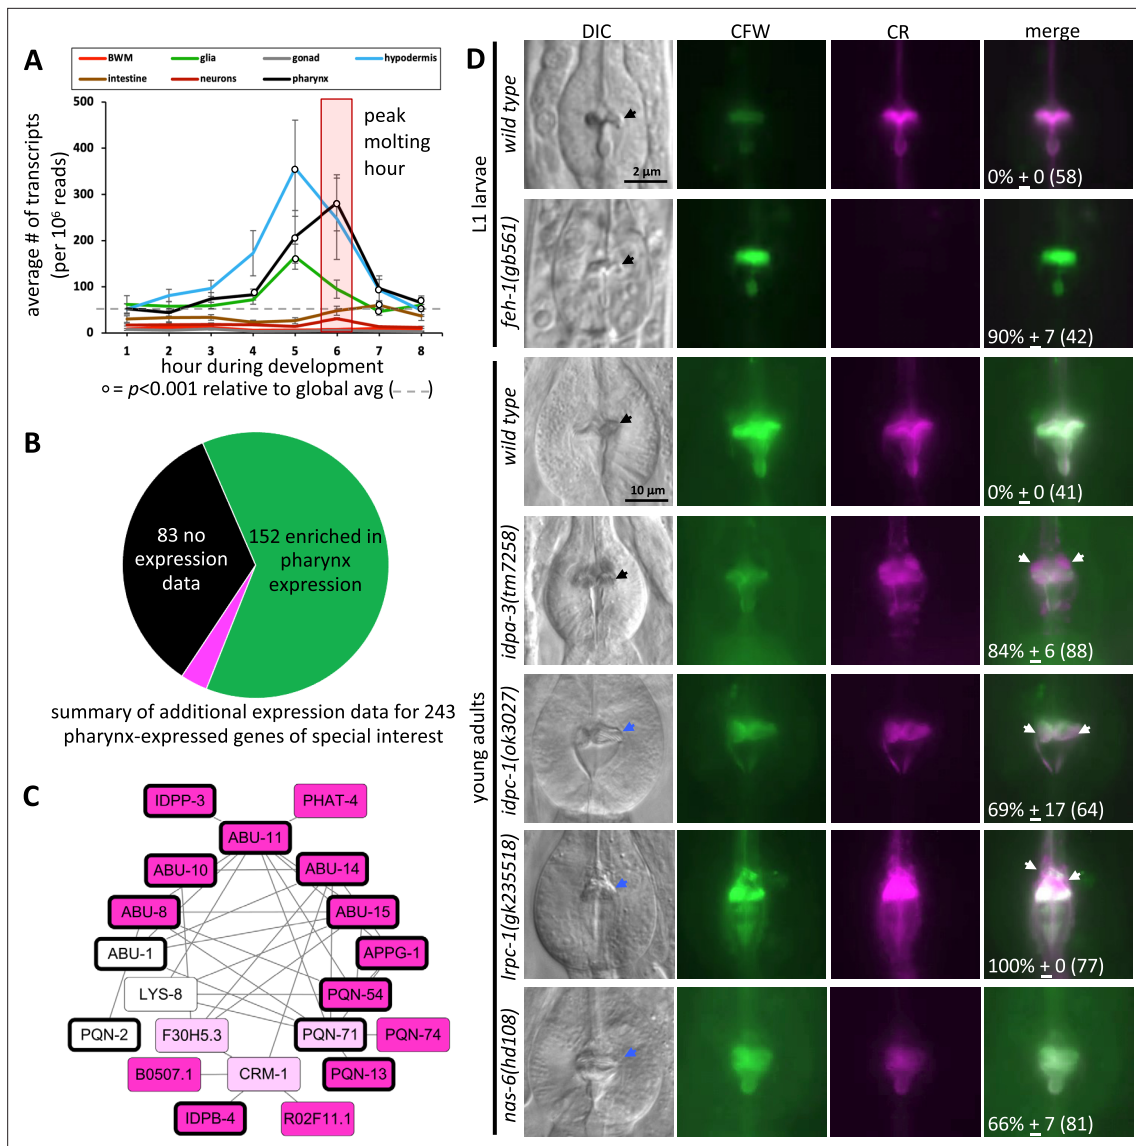 A
BWM glia gonad hypodermis
intestine neurons pharynx
average # of transcripts
(per 10⁶ reads)
500
400
300
200
100
0
peak
molting
hour
1 2 3 4 5 6 7 8
hour during development
o = p<0.001 relative to global avg (---)
B
83 no
expression
data
152 enriched in
pharynx
expression
summary of additional expression data for 243
pharynx-expressed genes of special interest
C
IDPP-3
PHAT-4
ABU-11
ABU-10
ABU-14
ABU-8
ABU-15
ABU-1
APPG-1
LYS-8
PQN-54
PQN-2
F30H5.3
PQN-71
PQN-74
B0507.1
CRM-1
PQN-13
IDPB-4
R02F11.1
D
DIC CFW CR merge
L1 larvae
wild type
2 µm
0% + 0 (58)
feh-1(gb561)
90% + 7 (42)
young adults
wild type
10 µm
0% + 0 (41)
idpa-3(tm7258)
84% + 6 (88)
idpc-1(ok3027)
69% + 17 (64)
lrpc-1(gk235518)
100% + 0 (77)
nas-6(hd108)
66% + 7 (81)